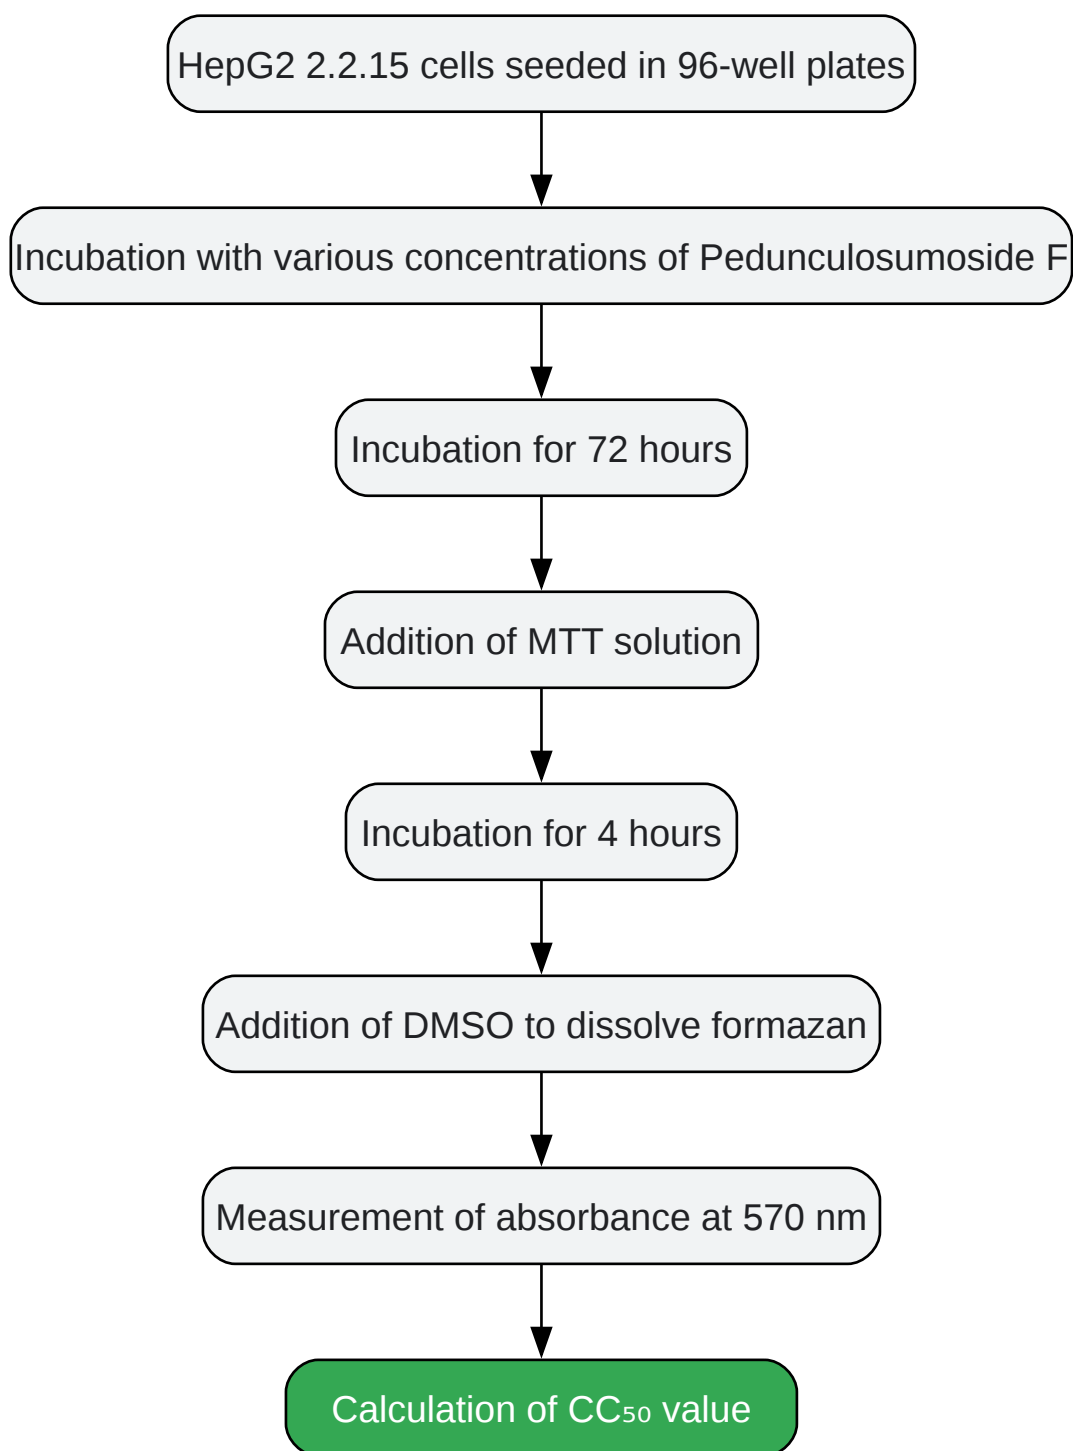 HepG2 2.2.15 cells seeded in 96-well plates
Incubation with various concentrations of Pedunculosumoside F
Incubation for 72 hours
Addition of MTT solution
Incubation for 4 hours
Addition of DMSO to dissolve formazan
Measurement of absorbance at 570 nm
Calculation of CC₅₀ value